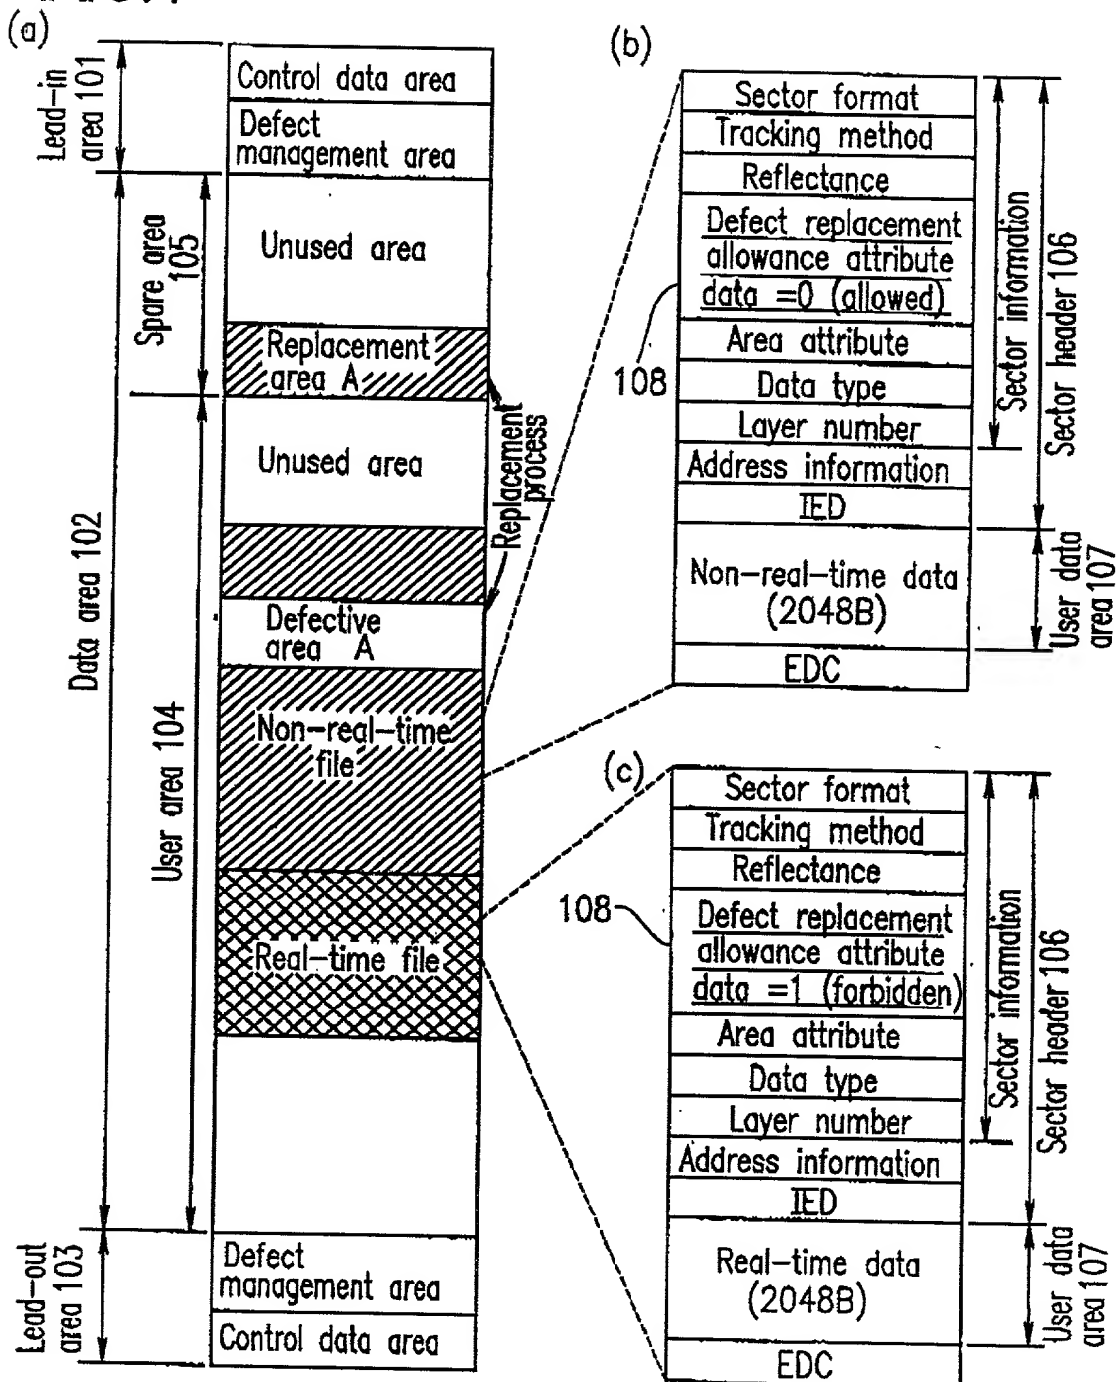 (a)
Lead-in
area 101
Control data area
Defect
management area
Data area 102
Spare area
105
Unused area
Replacement
area A
User area 104
Unused area
Replacement
process
Defective
area A
Non-real-time
file
Real-time file
Lead-out
area 103
Defect
management area
Control data area
(b)
Sector format
Tracking method
Reflectance
Defect replacement
allowance attribute
data =0 (allowed)
108
Area attribute
Data type
Layer number
Address information
IED
Non-real-time data
(2048B)
EDC
Sector information
Sector header 106
User data
area 107
(c)
Sector format
Tracking method
Reflectance
108
Defect replacement
allowance attribute
data =1 (forbidden)
Area attribute
Data type
Layer number
Address information
IED
Real-time data
(2048B)
EDC
Sector information
Sector header 106
User data
area 107